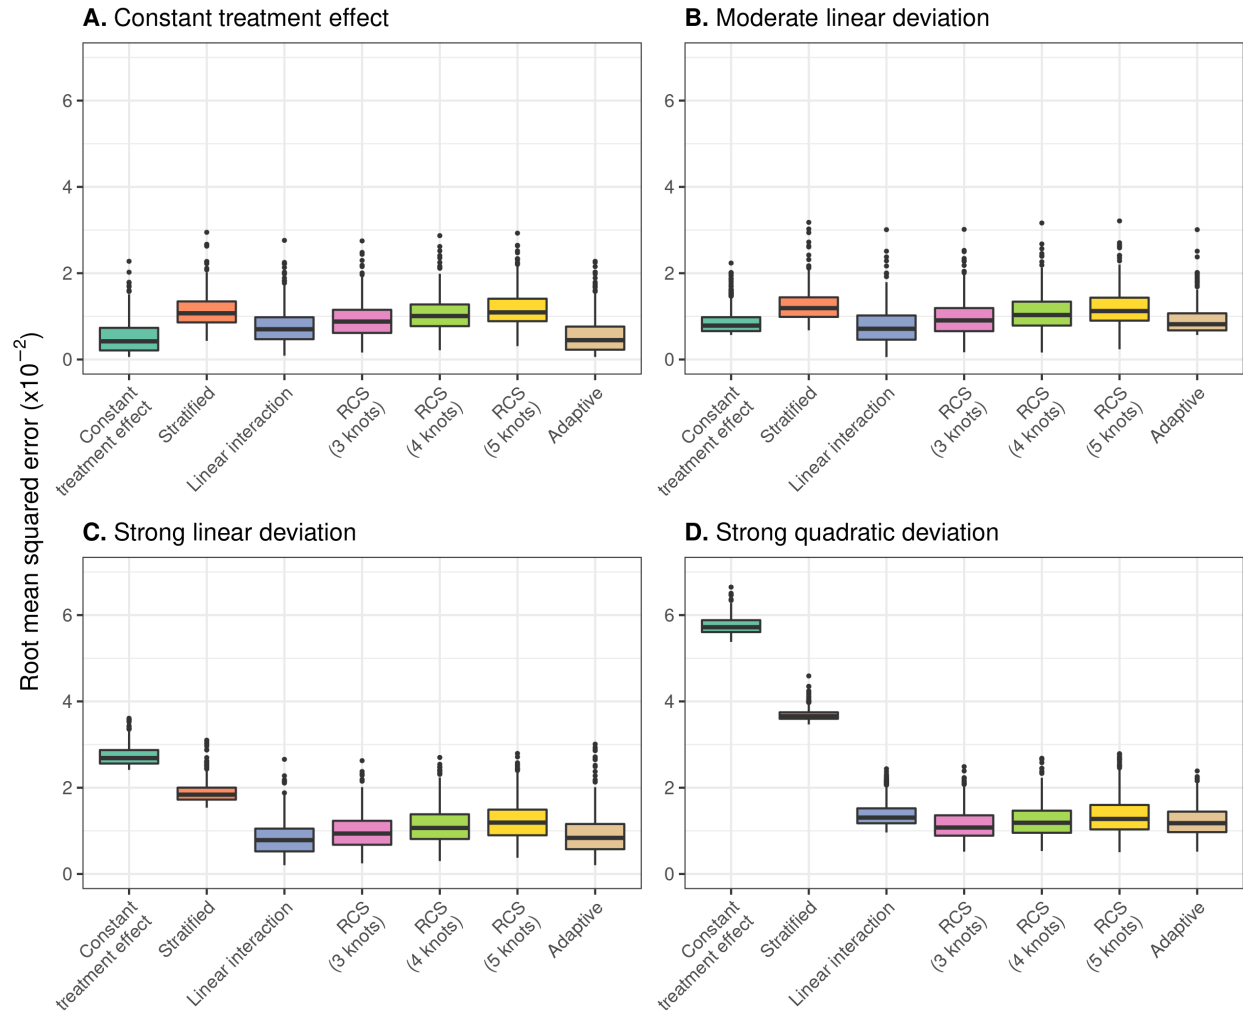 A. Constant treatment effect
6
4
2
0
Constant
treatment effect
Stratified
Linear interaction
RCS
(3 knots)
RCS
(4 knots)
RCS
(5 knots)
Adaptive
B. Moderate linear deviation
6
4
2
0
Constant
treatment effect
Stratified
Linear interaction
RCS
(3 knots)
RCS
(4 knots)
RCS
(5 knots)
Adaptive
Root mean squared error (x10⁻²)
C. Strong linear deviation
6
4
2
0
Constant
treatment effect
Stratified
Linear interaction
RCS
(3 knots)
RCS
(4 knots)
RCS
(5 knots)
Adaptive
D. Strong quadratic deviation
6
4
2
0
Constant
treatment effect
Stratified
Linear interaction
RCS
(3 knots)
RCS
(4 knots)
RCS
(5 knots)
Adaptive